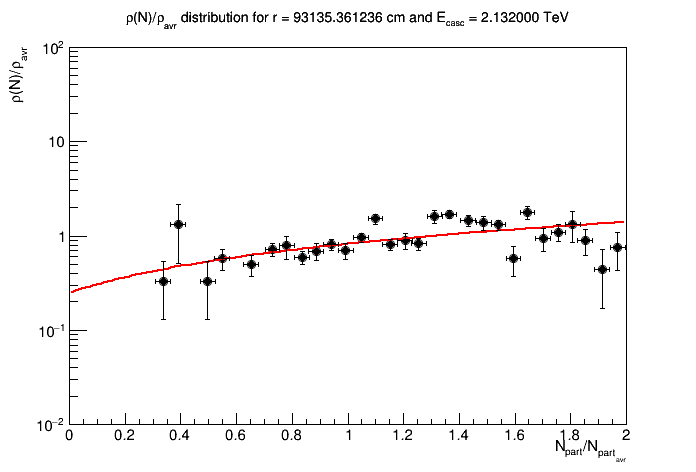 ρ(N)/ρavr distribution for r = 93135.361236 cm and Ecasc = 2.132000 TeV
ρ(N)/ρavr
10²
10
1
10⁻¹
10⁻²
0 0.2 0.4 0.6 0.8 1 1.2 1.4 1.6 1.8 2
Npart/Npartavr